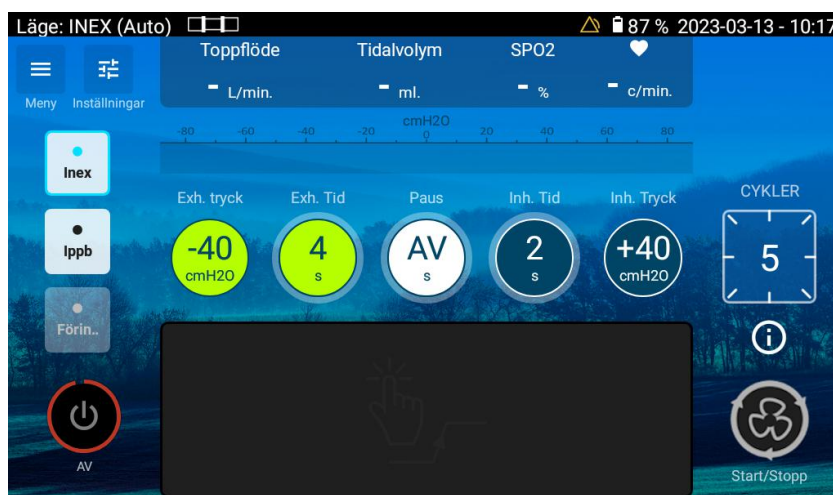 Läge: INEX (Auto) 87 % 2023-03-13 - 10:17
Toppflöde Tidalvolym SPO2
- L/min. - ml. - % - c/min.
Meny Inställningar
cmH2O
-80 -60 -40 -20 0 20 40 60 80
Inex
Exh. tryck Exh. Tid Paus Inh. Tid Inh. Tryck
CYKLER
Ippb
-40 4 AV 2 +40
cmH2O s s s cmH2O
5
Förin..
AV
Start/Stopp